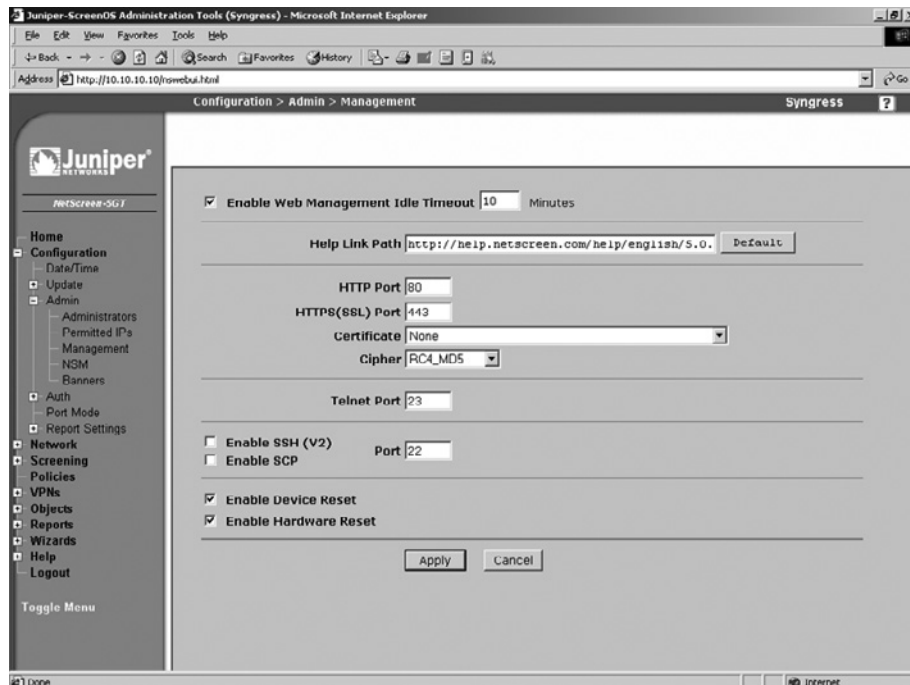 Juniper-ScreenOS Administration Tools (Syngress) - Microsoft Internet Explorer
File Edit View Favorites Tools Help
Back Search Favorites History
Address http://10.10.10.10/nswebui.html Go
Configuration > Admin > Management Syngress ?
Juniper
NETWORKS
NetScreen-5GT
Home
Configuration
Date/Time
Update
Admin
Administrators
Permitted IPs
Management
NSM
Banners
Auth
Port Mode
Report Settings
Network
Screening
Policies
VPNs
Objects
Reports
Wizards
Help
Logout
Toggle Menu
Enable Web Management Idle Timeout 10 Minutes
Help Link Path http://help.netscreen.com/help/english/5.0. Default
HTTP Port 80
HTTPS(SSL) Port 443
Certificate None
Cipher RC4_MD5
Telnet Port 23
Enable SSH (V2)
Port 22
Enable SCP
Enable Device Reset
Enable Hardware Reset
Apply Cancel
Done Internet